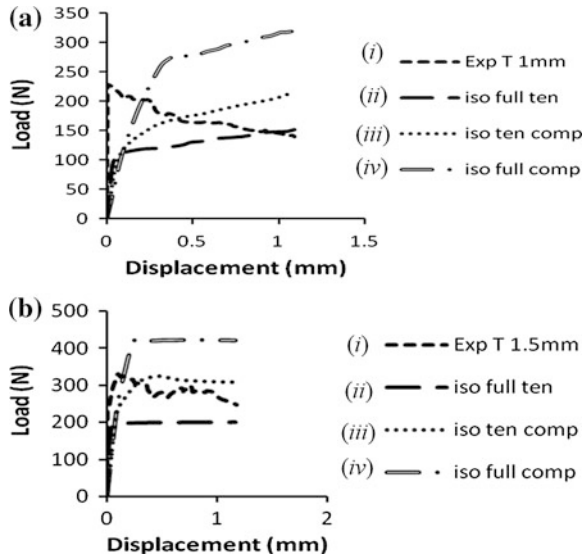 (a)
350
300
250
200
150
100
50
0
Load (N)
0 0.5 1 1.5
Displacement (mm)
(i) Exp T 1mm
(ii) iso full ten
(iii) iso ten comp
(iv) iso full comp
(b)
500
400
300
200
100
0
Load (N)
0 1 2
Displacement (mm)
(i) Exp T 1.5mm
(ii) iso full ten
(iii) iso ten comp
(iv) iso full comp